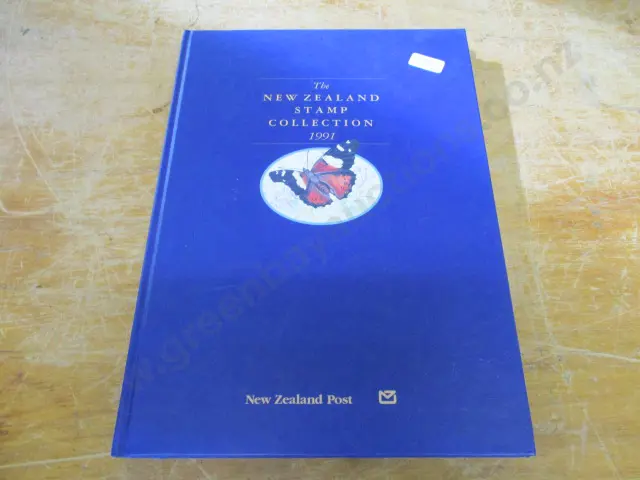 The
NEW ZEALAND
STAMP
COLLECTION
1991
New Zealand Post